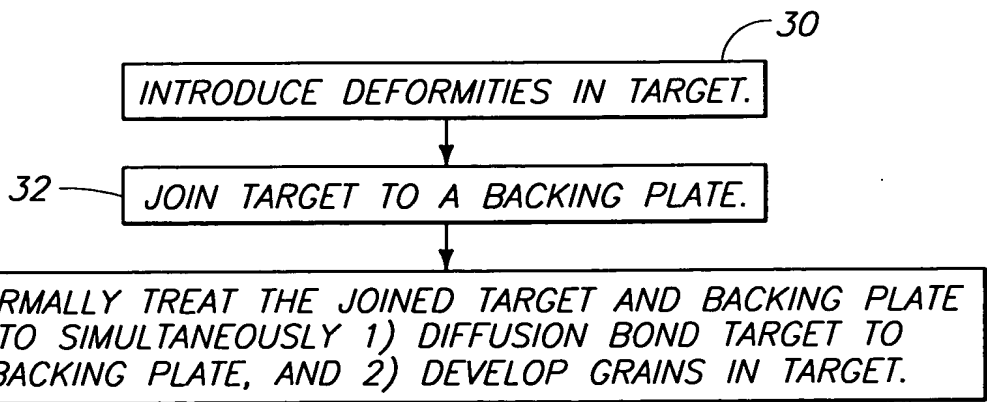 30
INTRODUCE DEFORMITIES IN TARGET.
32
JOIN TARGET TO A BACKING PLATE.
RMALLY TREAT THE JOINED TARGET AND BACKING PLATE
TO SIMULTANEOUSLY 1) DIFFUSION BOND TARGET TO
BACKING PLATE, AND 2) DEVELOP GRAINS IN TARGET.